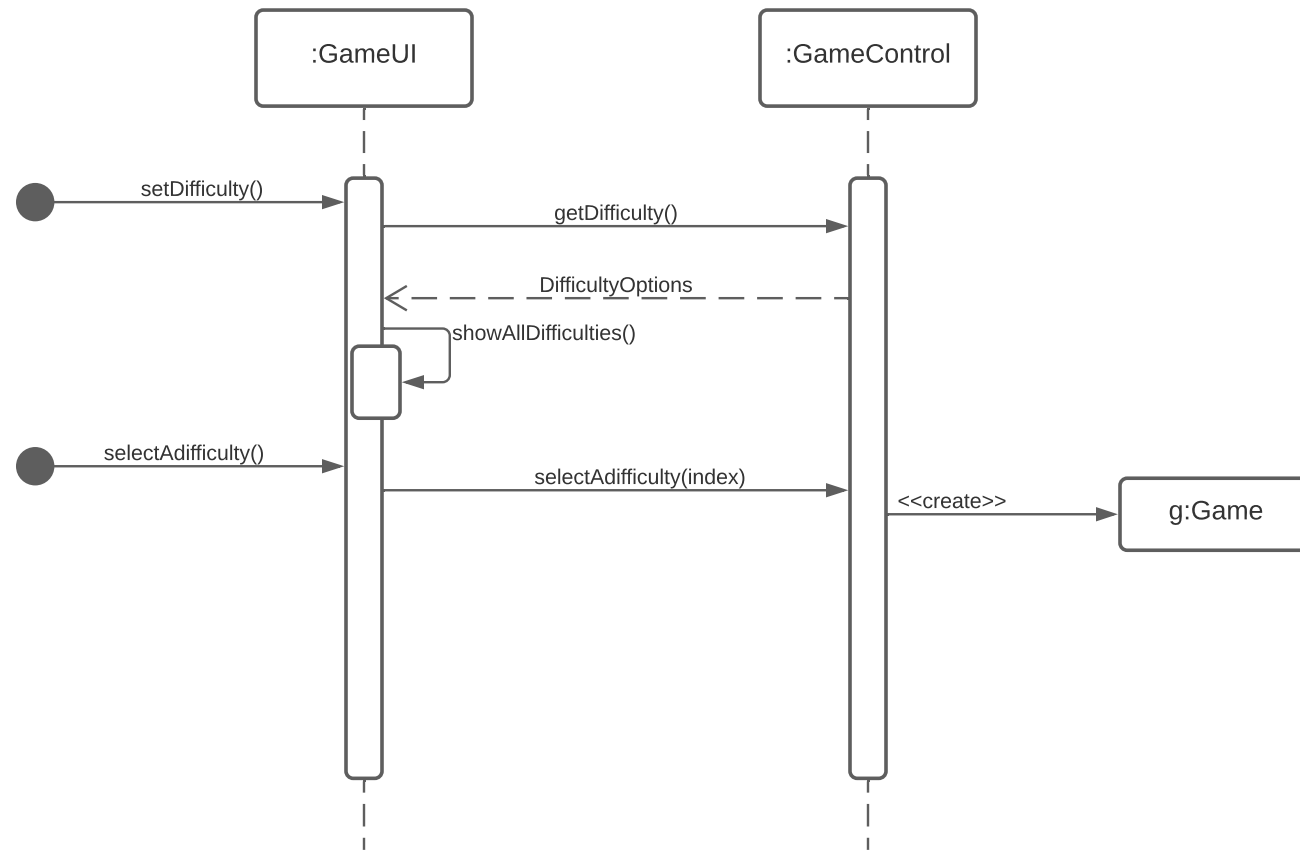 :GameUI
:GameControl
setDifficulty()
getDifficulty()
DifficultyOptions
showAllDifficulties()
selectAdifficulty()
selectAdifficulty(index)
<<create>>
g:Game